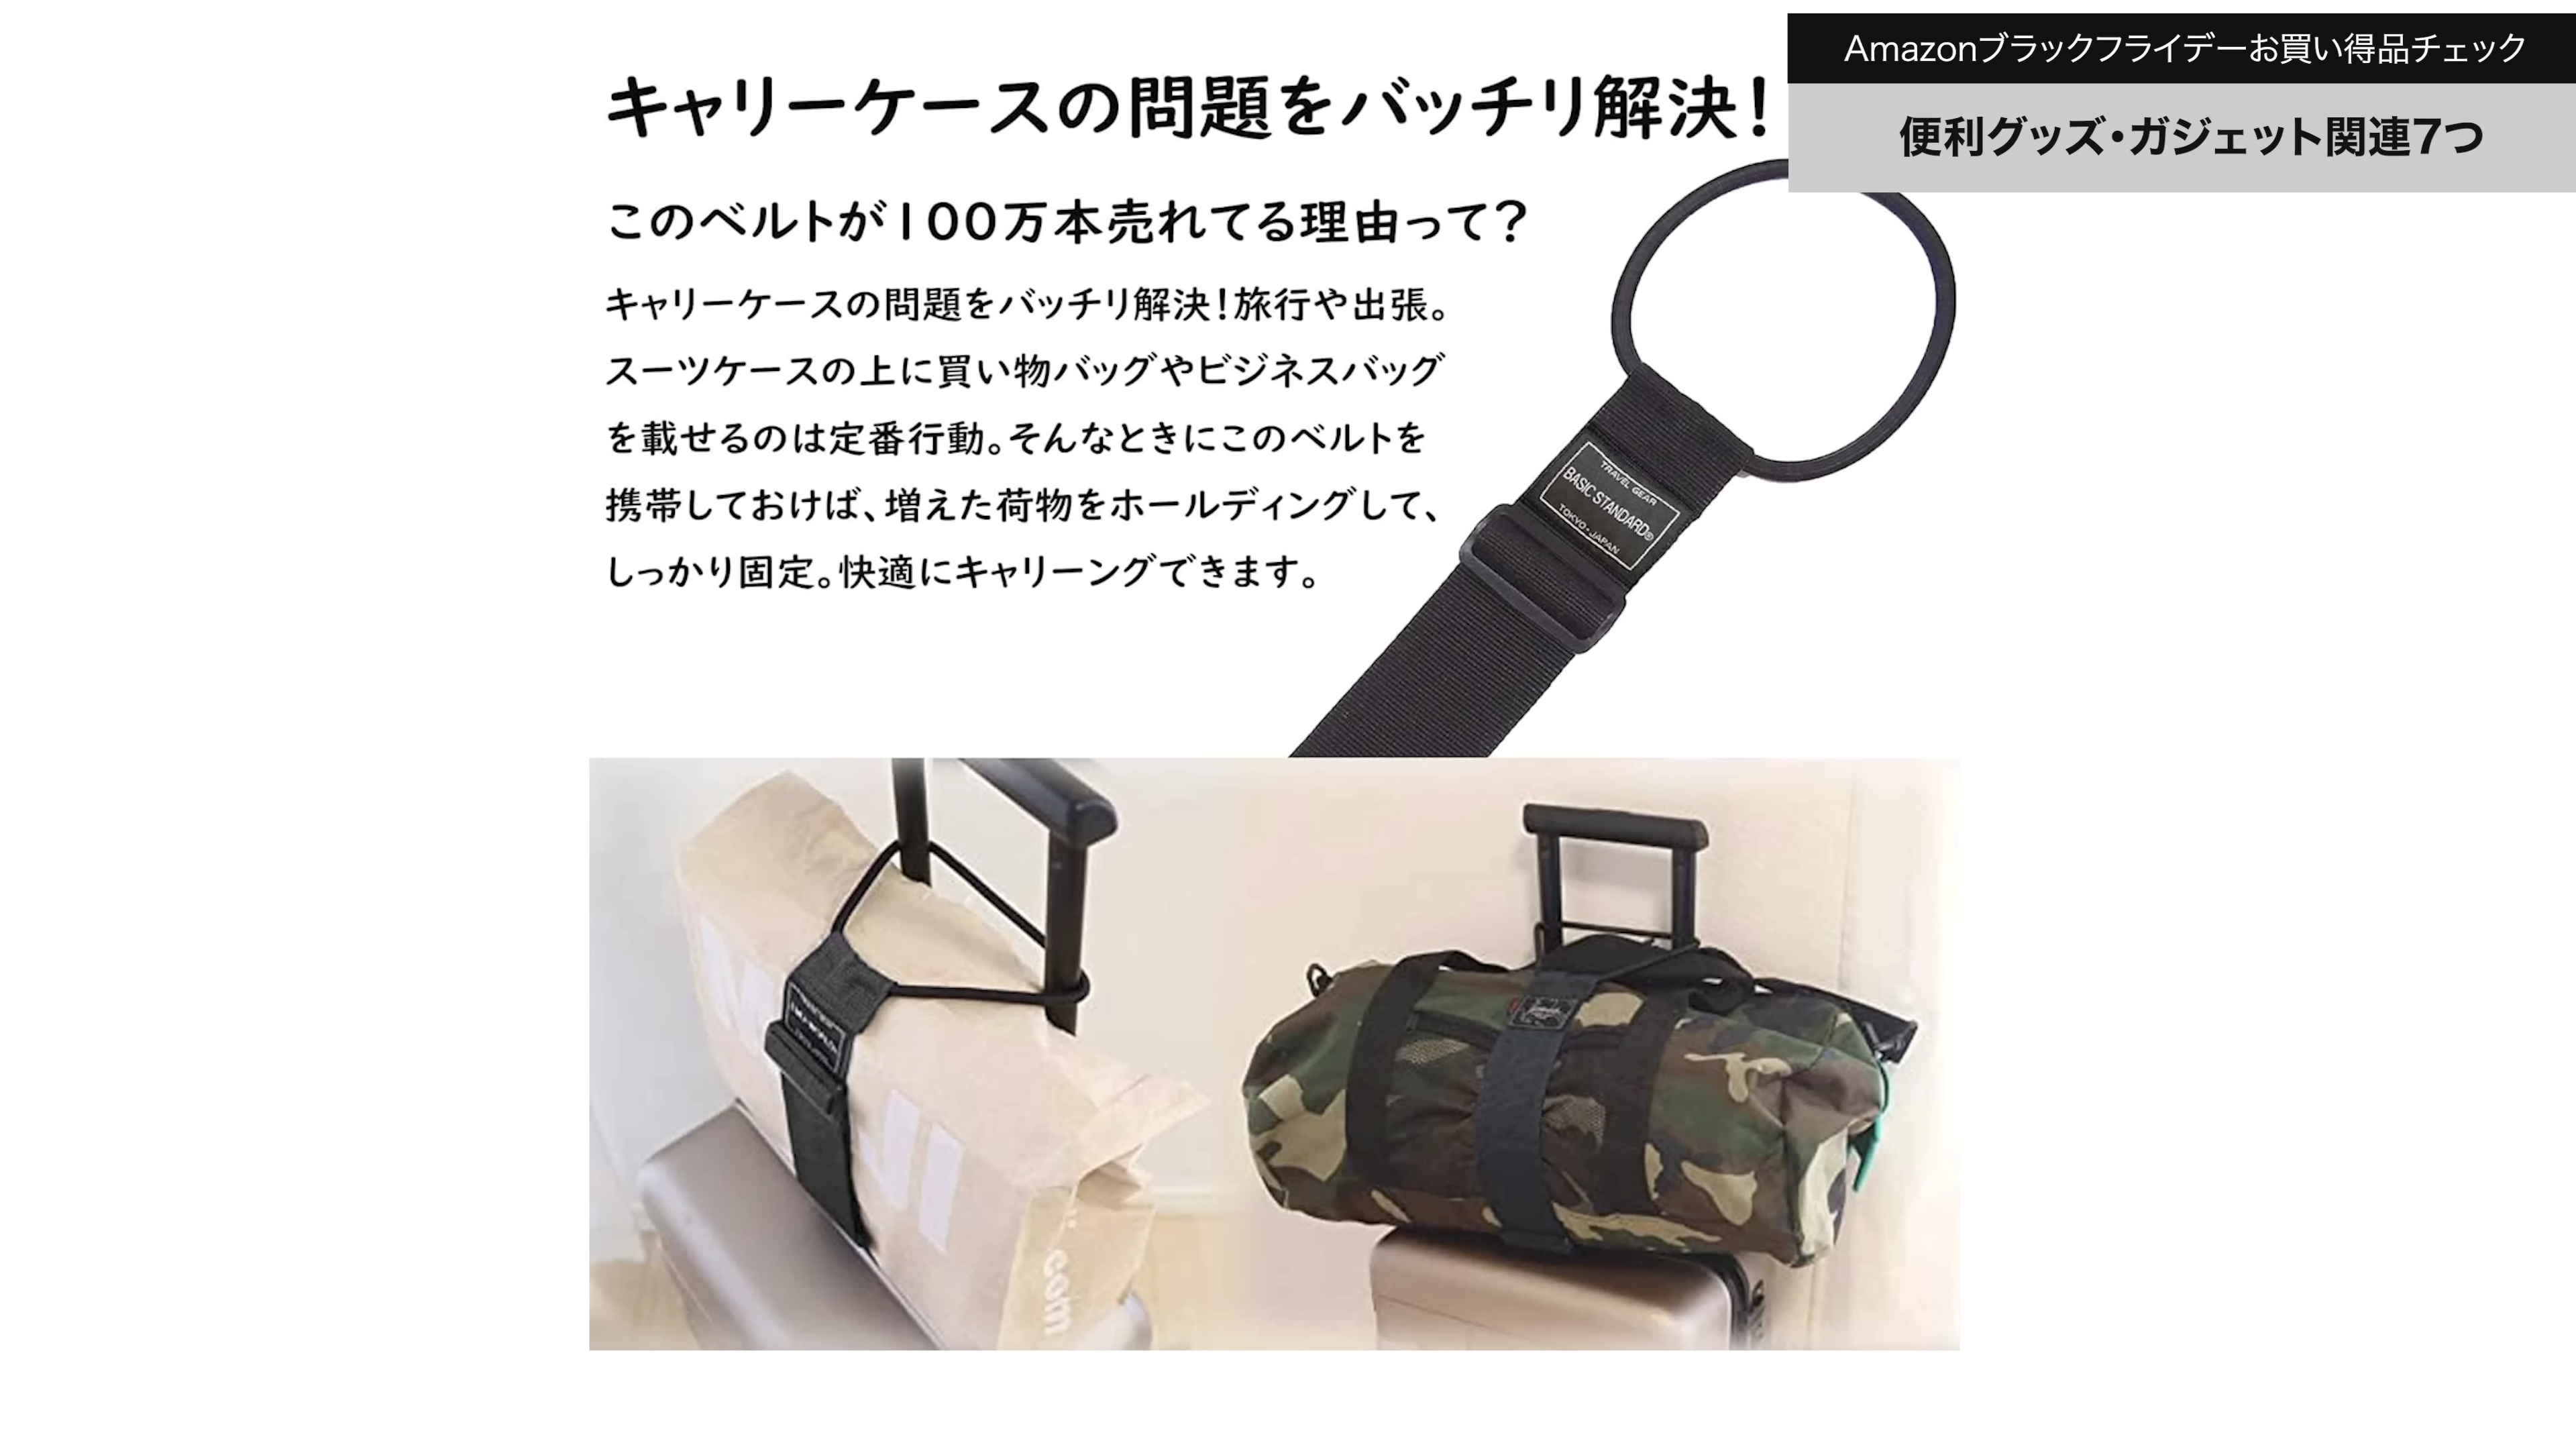 Amazonブラックフライデーお買い得品チェック
便利グッズ・ガジェット関連7つ
キャリーケースの問題をバッチリ解決!
このベルトが100万本売れてる理由って?
キャリーケースの問題をバッチリ解決!旅行や出張。
スーツケースの上に買い物バッグやビジネスバッグ
を載せるのは定番行動。そんなときにこのベルトを
携帯しておけば、増えた荷物をホールディングして、
しっかり固定。快適にキャリーングできます。
TRAVEL GEAR
BASIC STANDARD®
TOKYO-JAPAN
.com